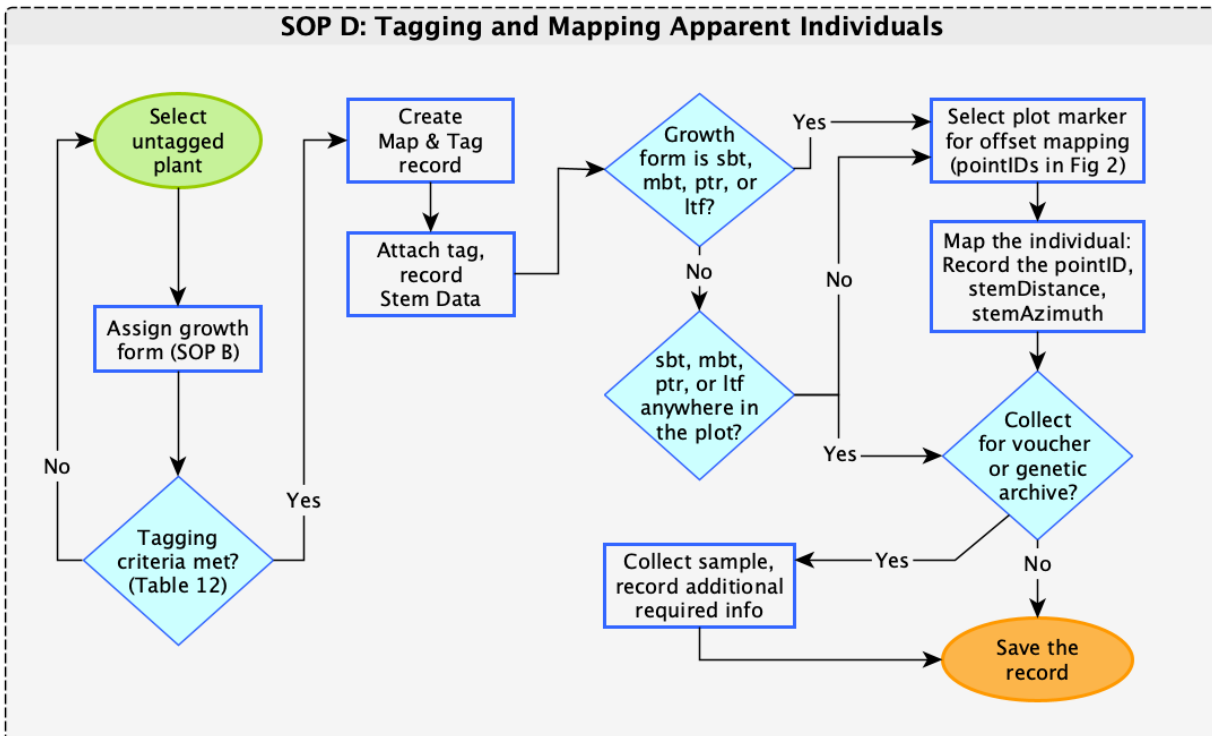 SOP D: Tagging and Mapping Apparent Individuals
Select
untagged
plant
Assign growth
form (SOP B)
Tagging
criteria met?
(Table 12)
No
Yes
Create
Map & Tag
record
Attach tag,
record
Stem Data
Growth
form is sbt,
mbt, ptr, or
ltf?
Yes
No
sbt, mbt,
ptr, or ltf
anywhere in
the plot?
No
Yes
Select plot marker
for offset mapping
(pointIDs in Fig 2)
Map the individual:
Record the pointID,
stemDistance,
stemAzimuth
Collect
for voucher
or genetic
archive?
Yes
No
Collect sample,
record additional
required info
Save the
record